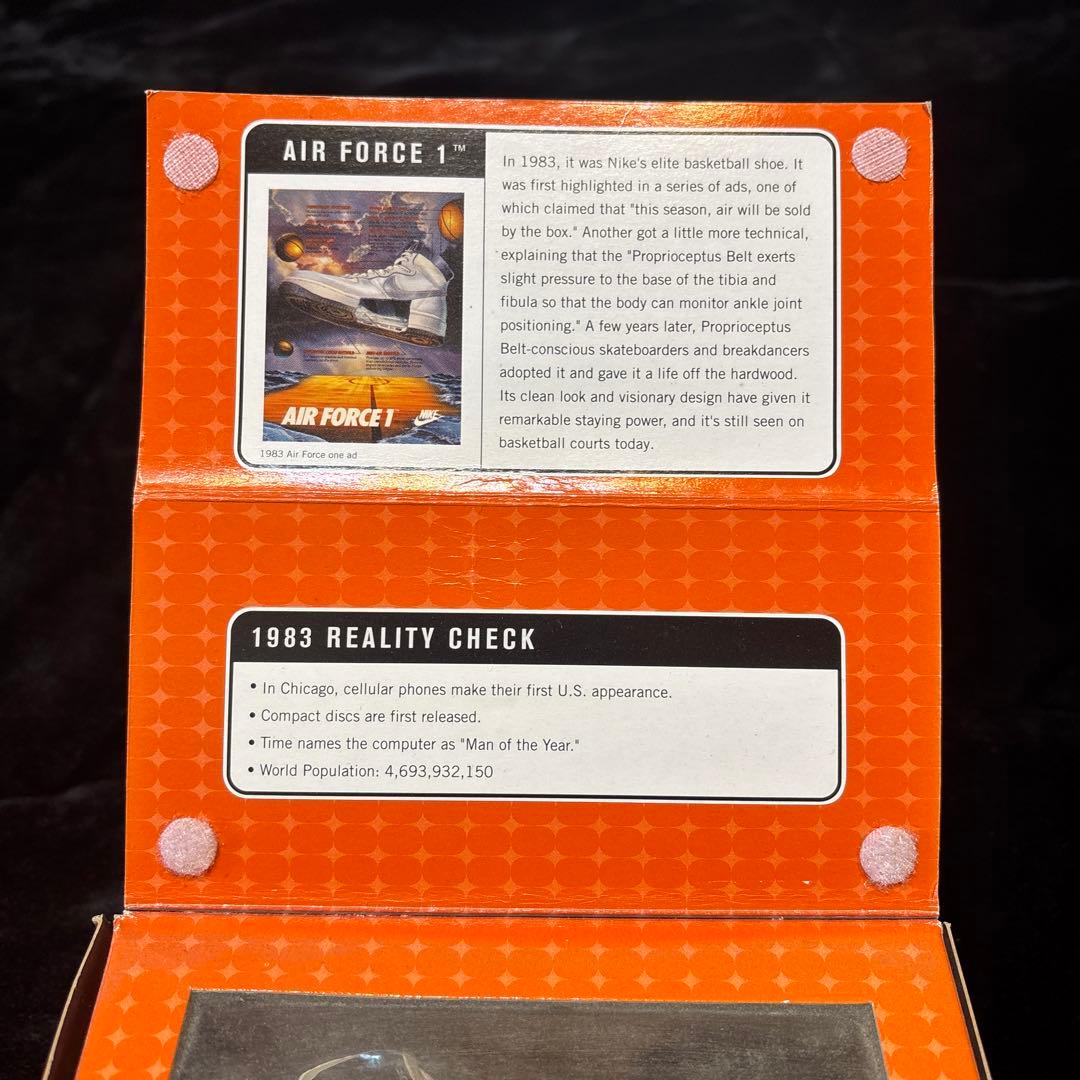 AIR FORCE 1™
AIR FORCE 1
NIKE
1983 Air Force one ad
In 1983, it was Nike's elite basketball shoe. It
was first highlighted in a series of ads, one of
which claimed that "this season, air will be sold
by the box." Another got a little more technical,
explaining that the "Proprioceptus Belt exerts
slight pressure to the base of the tibia and
fibula so that the body can monitor ankle joint
positioning." A few years later, Proprioceptus
Belt-conscious skateboarders and breakdancers
adopted it and gave it a life off the hardwood.
Its clean look and visionary design have given it
remarkable staying power, and it's still seen on
basketball courts today.
1983 REALITY CHECK
• In Chicago, cellular phones make their first U.S. appearance.
• Compact discs are first released.
• Time names the computer as "Man of the Year."
• World Population: 4,693,932,150